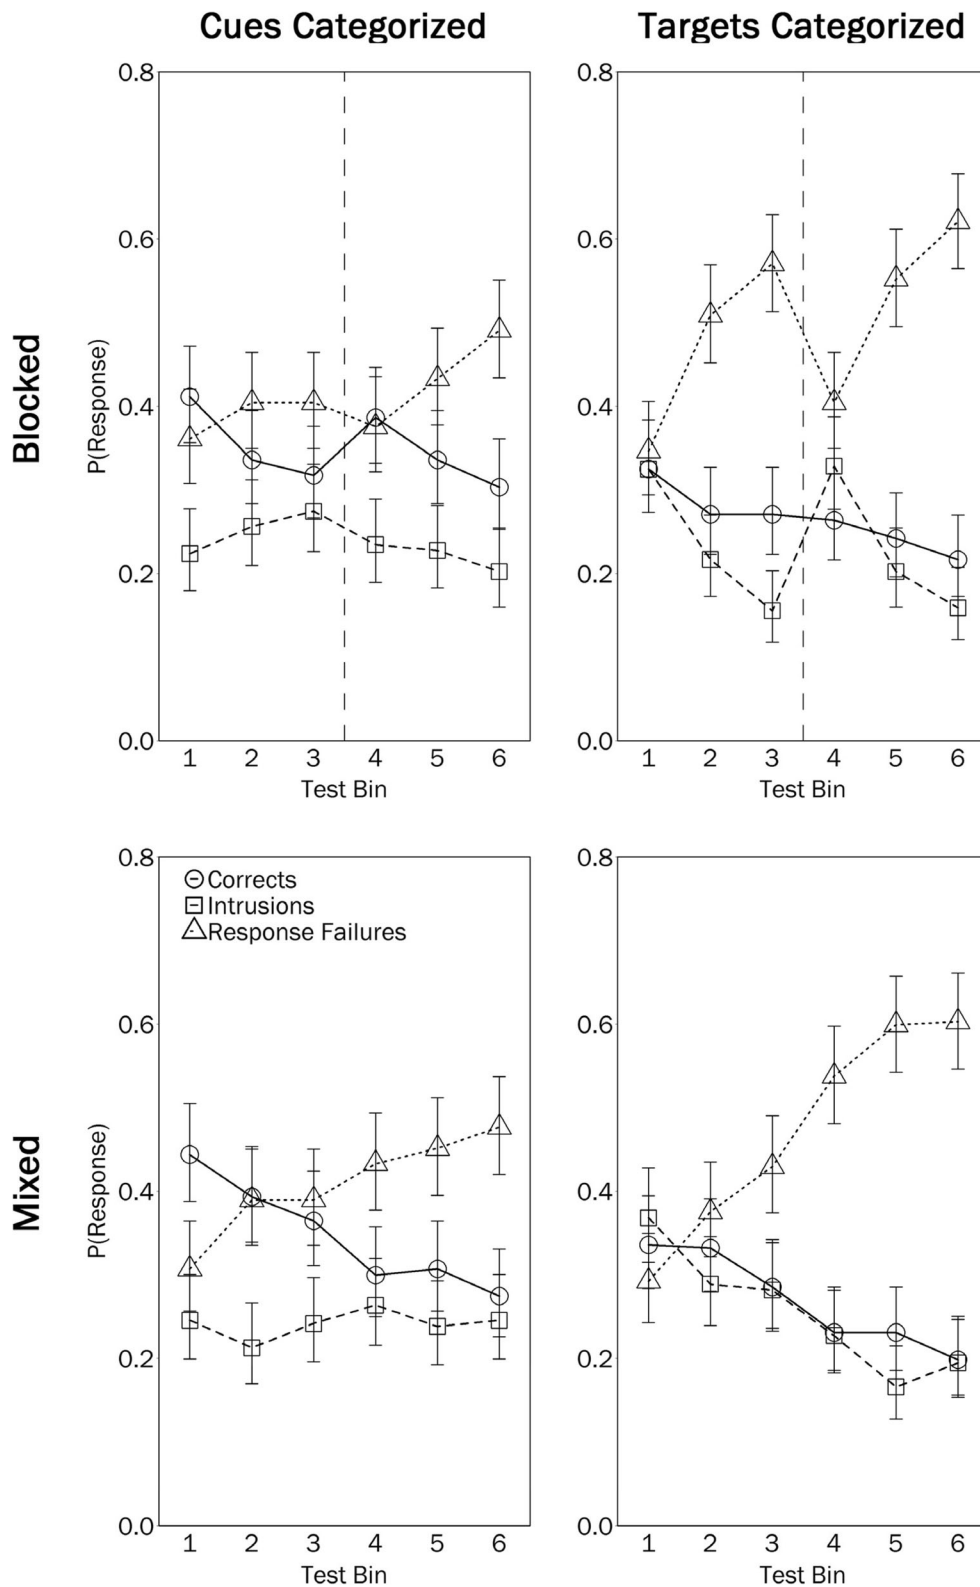 Cues Categorized
Targets Categorized
Blocked
P(Response)
0.8
0.6
0.4
0.2
0.0
1 2 3 4 5 6
Test Bin
0.8
0.6
0.4
0.2
0.0
1 2 3 4 5 6
Test Bin
Mixed
P(Response)
0.8
0.6
0.4
0.2
0.0
Corrects
Intrusions
Response Failures
1 2 3 4 5 6
Test Bin
0.8
0.6
0.4
0.2
0.0
1 2 3 4 5 6
Test Bin